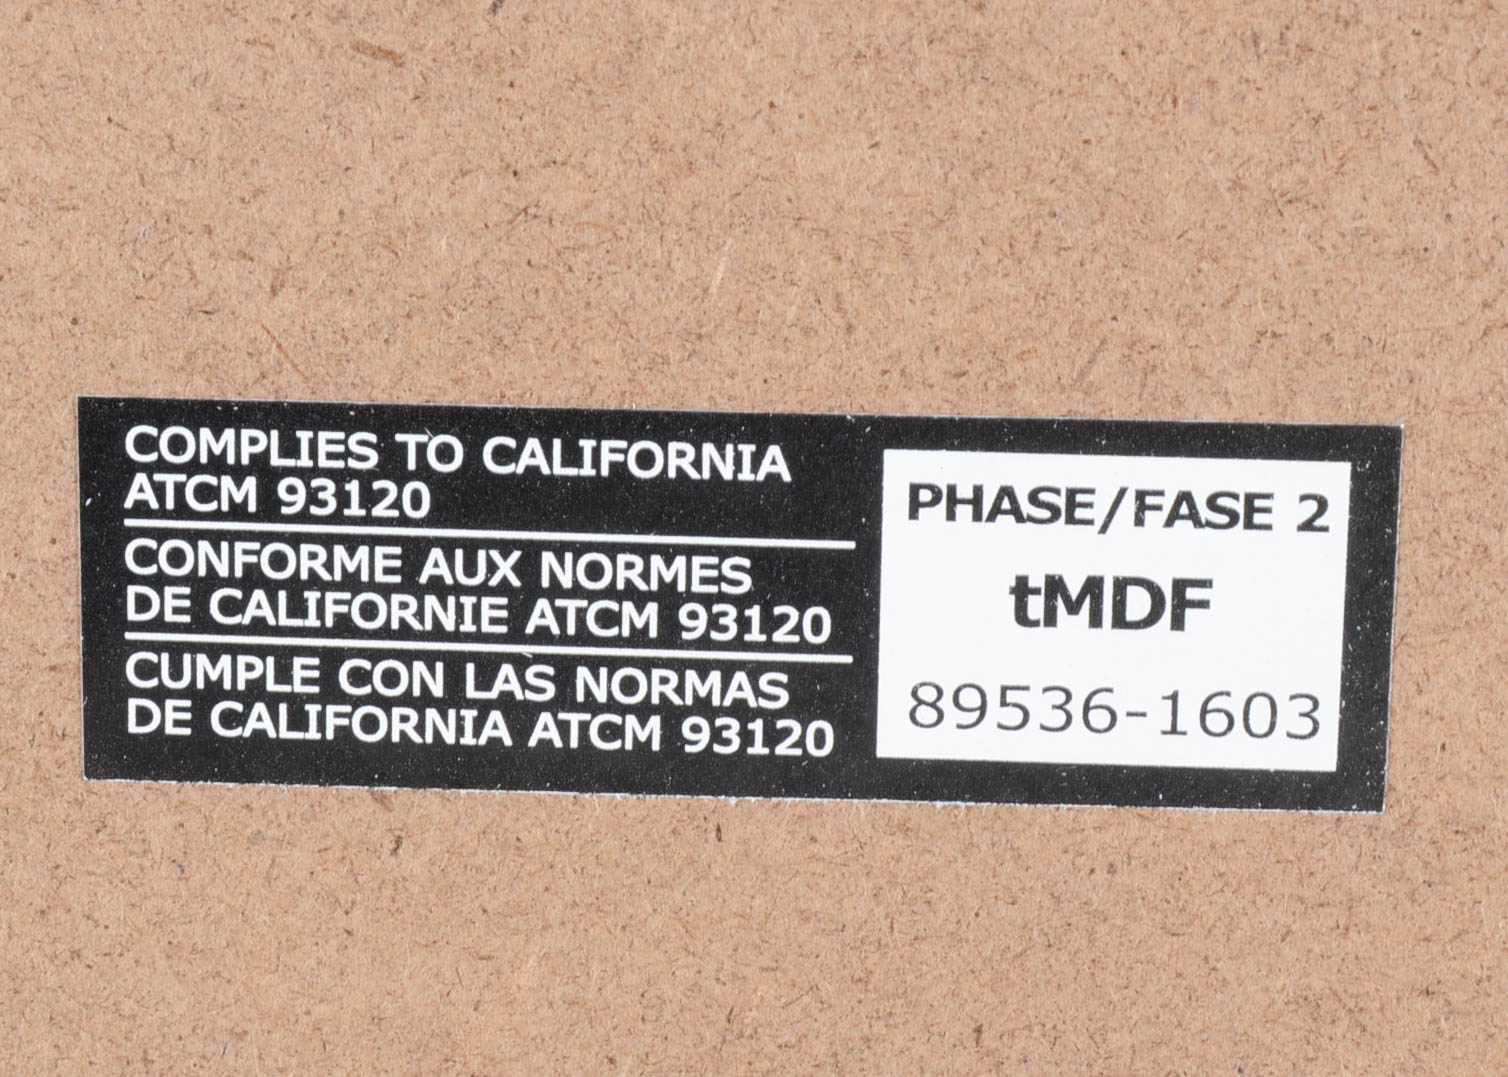 COMPLIES TO CALIFORNIA
ATCM 93120
CONFORME AUX NORMES
DE CALIFORNIE ATCM 93120
CUMPLE CON LAS NORMAS
DE CALIFORNIA ATCM 93120
PHASE/FASE 2
tMDF
89536-1603